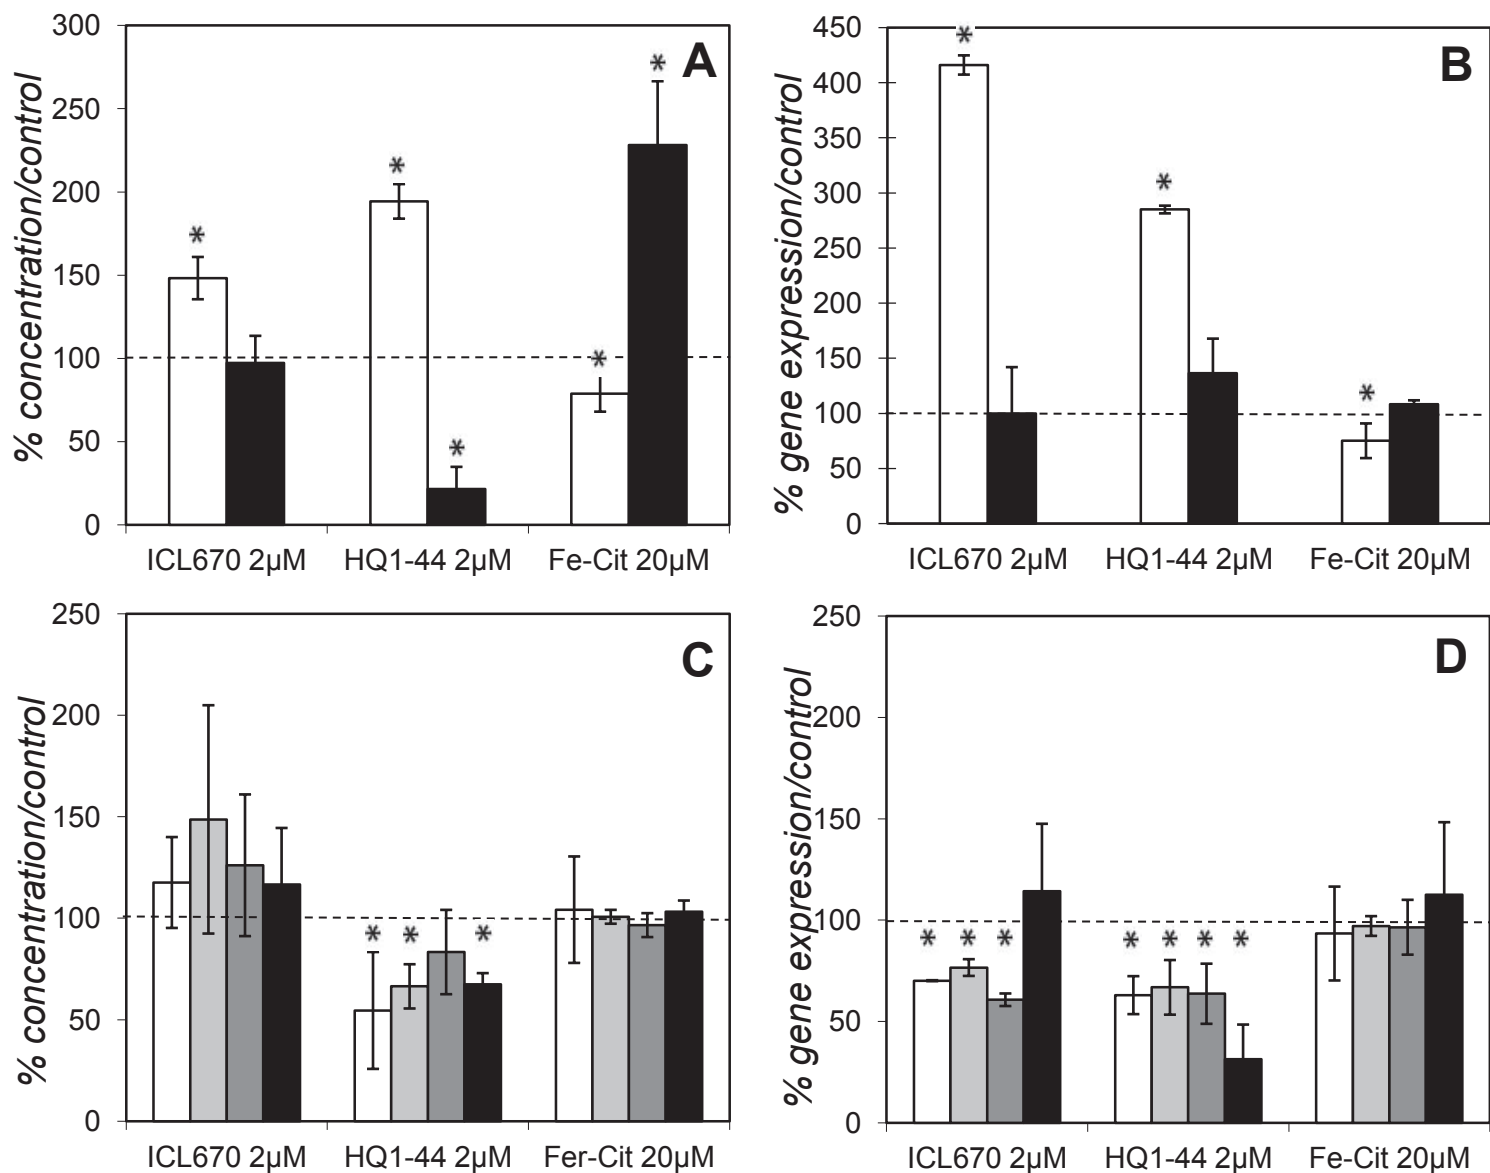 A
% concentration/control
300
250
200
150
100
50
0
* * * * *
ICL670 2µM HQ1-44 2µM Fe-Cit 20µM
B
% gene expression/control
450
400
350
300
250
200
150
100
50
0
* * *
ICL670 2µM HQ1-44 2µM Fe-Cit 20µM
C
% concentration/control
250
200
150
100
50
0
* * *
ICL670 2µM HQ1-44 2µM Fer-Cit 20µM
D
% gene expression/control
250
200
150
100
50
0
* * * * * * *
ICL670 2µM HQ1-44 2µM Fe-Cit 20µM